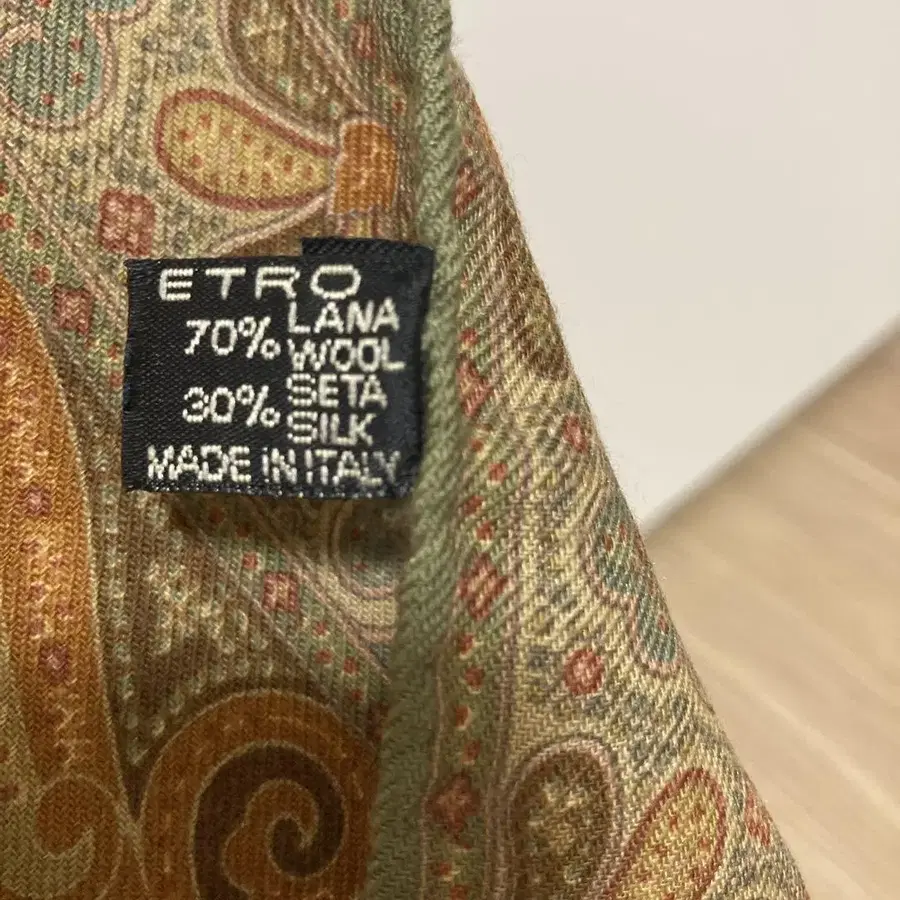 ETRO
70% LANA
WOOL
30% SETA
SILK
MADE IN ITALY